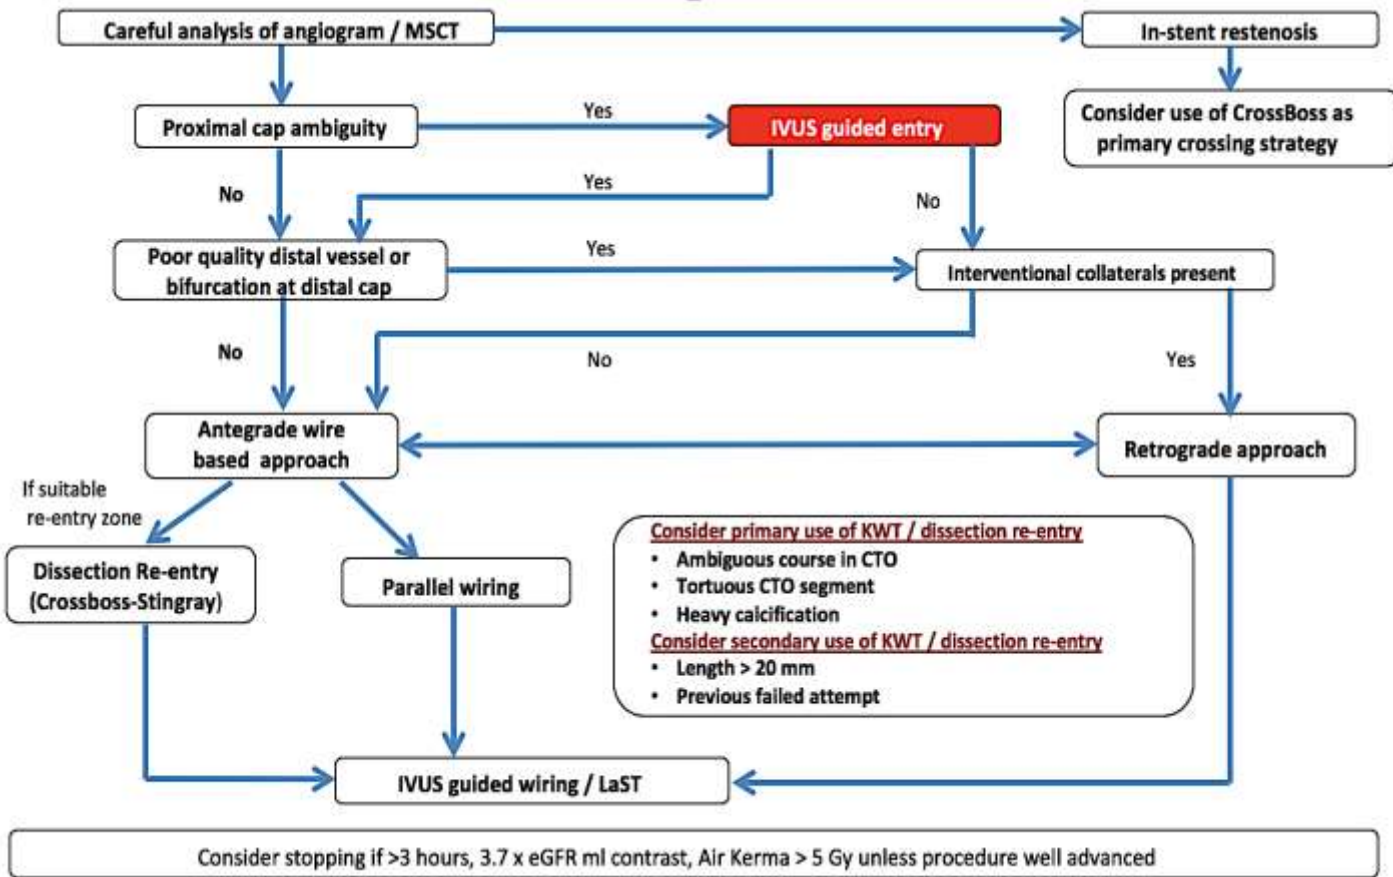 Careful analysis of angiogram / MSCT
In-stent restenosis
Proximal cap ambiguity
Yes
IVUS guided entry
Consider use of CrossBoss as
primary crossing strategy
No
Yes
No
Poor quality distal vessel or
bifurcation at distal cap
Yes
Interventional collaterals present
No
No
Yes
Antegrade wire
based approach
Retrograde approach
If suitable
re-entry zone
Dissection Re-entry
(Crossboss-Stingray)
Parallel wiring
Consider primary use of KWT / dissection re-entry
• Ambiguous course in CTO
• Tortuous CTO segment
• Heavy calcification
Consider secondary use of KWT / dissection re-entry
• Length > 20 mm
• Previous failed attempt
IVUS guided wiring / LaST
Consider stopping if >3 hours, 3.7 x eGFR ml contrast, Air Kerma > 5 Gy unless procedure well advanced